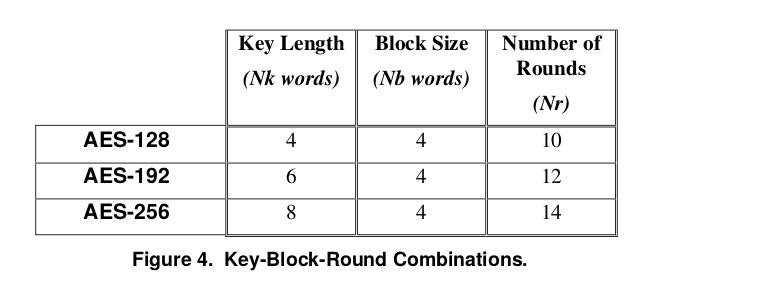 Key Length Block Size Number of
Rounds
(Nk words) (Nb words)
(Nr)
AES-128 4 4 10
AES-192 6 4 12
AES-256 8 4 14
Figure 4. Key-Block-Round Combinations.